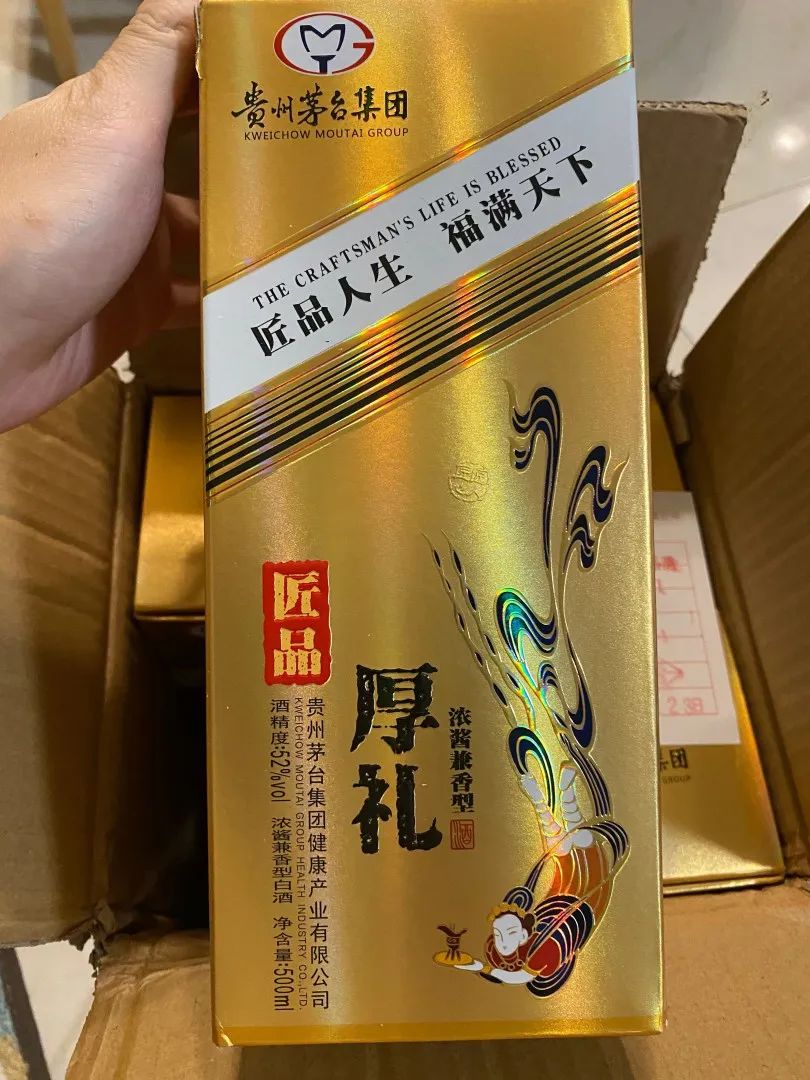 贵州茅台集团
KWEICHOW MOUTAI GROUP
THE CRAFTSMAN'S LIFE IS BLESSED
匠品人生 福满天下
匠品
厚礼
浓酱兼香型
酒
贵州茅台集团健康产业有限公司
KWEICHOW MOUTAI GROUP HEALTH INDUSTRY CO.,LTD.
酒精度:52%vol 浓酱兼香型白酒 净含量:500ml
集团
GROUP